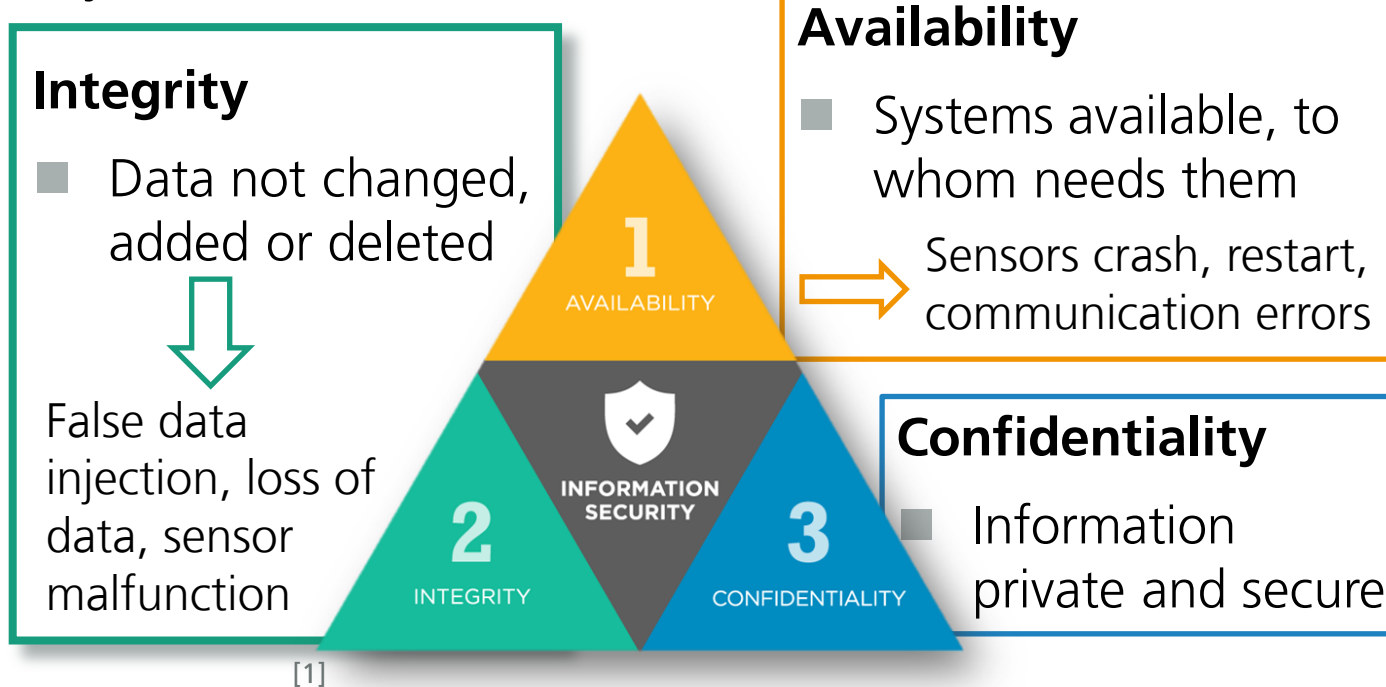 Integrity
Data not changed,
added or deleted
False data
injection, loss of
data, sensor
malfunction
[1]
1
AVAILABILITY
INFORMATION
SECURITY
2
INTEGRITY
3
CONFIDENTIALITY
Availability
Systems available, to
whom needs them
Sensors crash, restart,
communication errors
Confidentiality
Information
private and secure